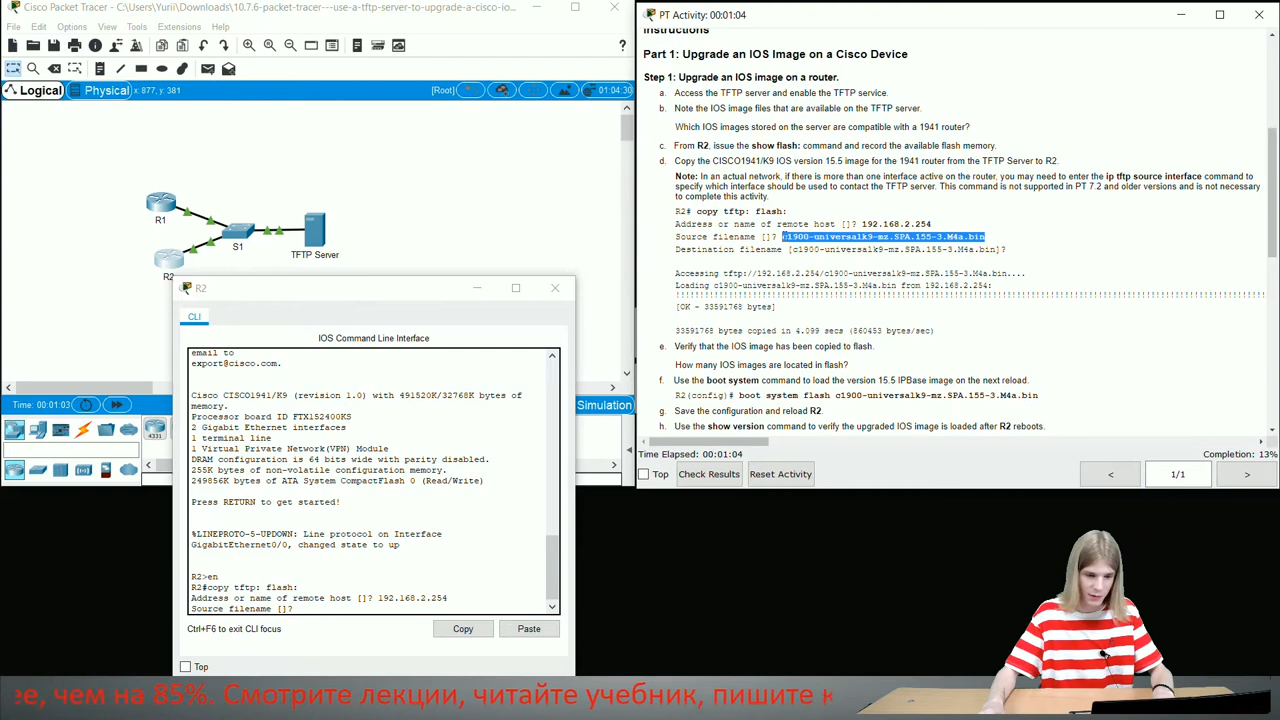 Cisco Packet Tracer - C:\Users\Yurii\Downloads\10.7.6-packet-tracer---use-a-tftp-server-to-upgrade-a-cisco-io...
File Edit Options View Tools Extensions Help
Logical
Physical
x: 877, y: 381
[Root]
01:04:30
R1
S1
TFTP Server
R2
Time: 00:01:03
Simulation
4331
R2
CLI
IOS Command Line Interface
email to
export@cisco.com.
Cisco CISCO1941/K9 (revision 1.0) with 491520K/32768K bytes of
memory.
Processor board ID FTX152400KS
2 Gigabit Ethernet interfaces
1 terminal line
1 Virtual Private Network(VPN) Module
DRAM configuration is 64 bits wide with parity disabled.
255K bytes of non-volatile configuration memory.
249856K bytes of ATA System CompactFlash 0 (Read/Write)
Press RETURN to get started!
%LINEPROTO-5-UPDOWN: Line protocol on Interface
GigabitEthernet0/0, changed state to up
R2>en
R2#copy tftp: flash:
Address or name of remote host []? 192.168.2.254
Source filename []?
Ctrl+F6 to exit CLI focus
Copy
Paste
Top
PT Activity: 00:01:04
Instructions
Part 1: Upgrade an IOS Image on a Cisco Device
Step 1: Upgrade an IOS image on a router.
a. Access the TFTP server and enable the TFTP service.
b. Note the IOS image files that are available on the TFTP server.
Which IOS images stored on the server are compatible with a 1941 router?
c. From R2, issue the show flash: command and record the available flash memory.
d. Copy the CISCO1941/K9 IOS version 15.5 image for the 1941 router from the TFTP Server to R2.
Note: In an actual network, if there is more than one interface active on the router, you may need to enter the ip tftp source interface command to
specify which interface should be used to contact the TFTP server. This command is not supported in PT 7.2 and older versions and is not necessary
to complete this activity.
R2# copy tftp: flash:
Address or name of remote host []? 192.168.2.254
Source filename []? c1900-universalk9-mz.SPA.155-3.M4a.bin
Destination filename [c1900-universalk9-mz.SPA.155-3.M4a.bin]?
Accessing tftp://192.168.2.254/c1900-universalk9-mz.SPA.155-3.M4a.bin....
Loading c1900-universalk9-mz.SPA.155-3.M4a.bin from 192.168.2.254:
!!!!!!!!!!!!!!!!!!!!!!!!!!!!!!!!!!!!!!!!!!!!!!!!!!!!!!!!!!!!!!!!!!!!!!!!!!!!!!!!!!!!!!!!!!!!!!!!!!
[OK - 33591768 bytes]
33591768 bytes copied in 4.099 secs (860453 bytes/sec)
e. Verify that the IOS image has been copied to flash.
How many IOS images are located in flash?
f. Use the boot system command to load the version 15.5 IPBase image on the next reload.
R2(config)# boot system flash c1900-universalk9-mz.SPA.155-3.M4a.bin
g. Save the configuration and reload R2.
h. Use the show version command to verify the upgraded IOS image is loaded after R2 reboots.
Time Elapsed: 00:01:04
Completion: 13%
Top
Check Results
Reset Activity
<
1/1
>
ее, чем на 85%. Смотрите лекции, читайте учебник, пишите к